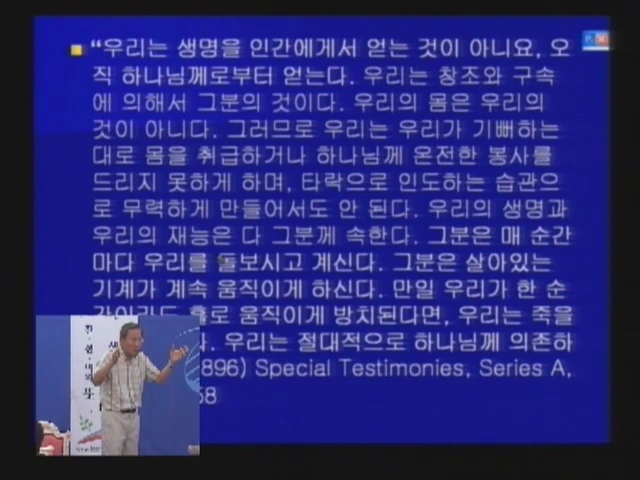 “우리는 생명을 인간에게서 얻는 것이 아니요, 오
직 하나님께로부터 얻는다. 우리는 창조와 구속
에 의해서 그분의 것이다. 우리의 몸은 우리의
것이 아니다. 그러므로 우리는 우리가 기뻐하는
대로 몸을 취급하거나 하나님께 온전한 봉사를
드리지 못하게 하며, 타락으로 인도하는 습관으
로 무력하게 만들어서도 안 된다. 우리의 생명과
우리의 재능은 다 그분께 속한다. 그분은 매 순간
마다 우리를 돌보시고 계신다. 그분은 살아있는
기계가 계속 움직이게 하신다. 만일 우리가 한 순
홀로 움직이게 방치된다면, 우리는 죽을
다. 우리는 절대적으로 하나님께 의존하
896) Special Testimonies, Series A,
58